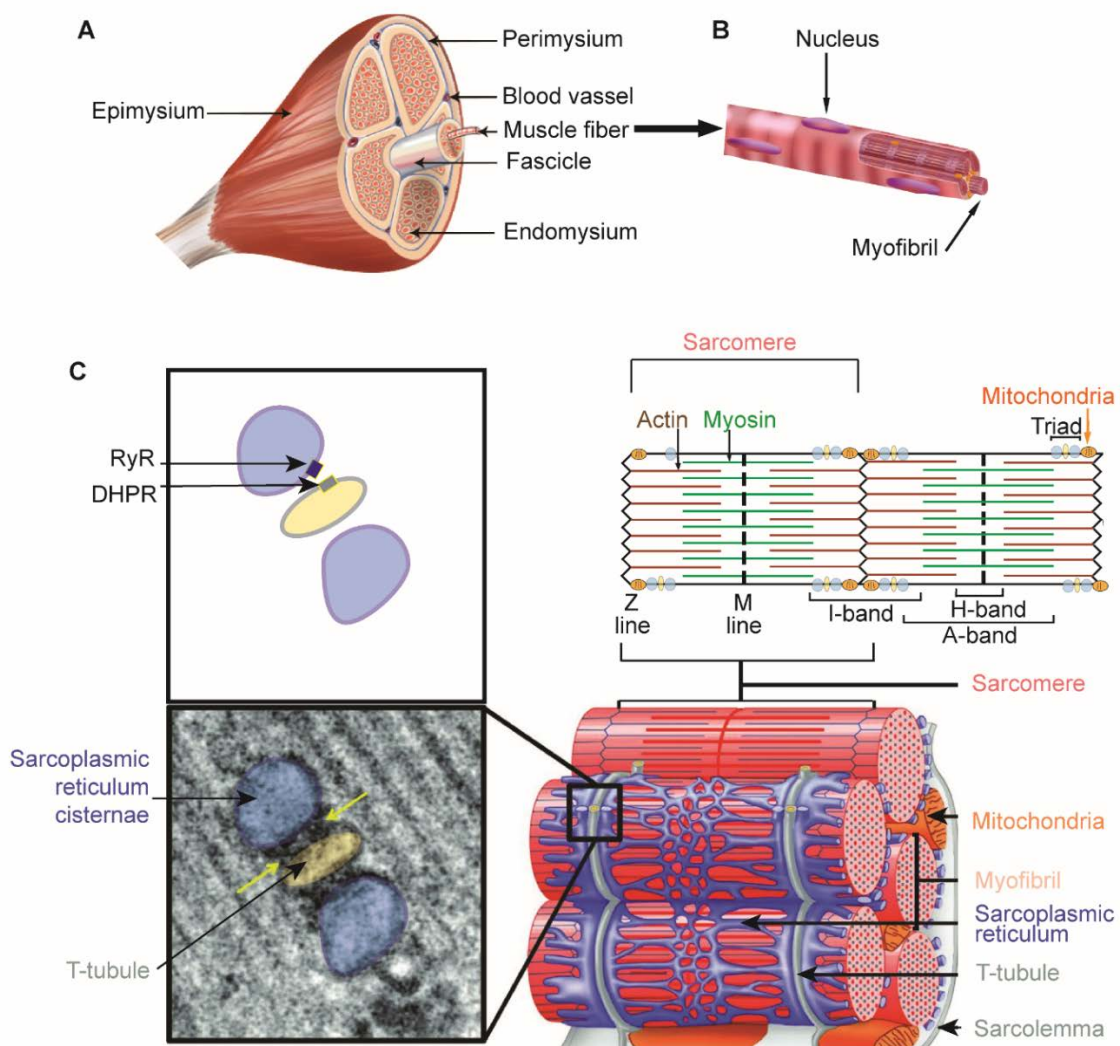 A
Perimysium
Epimysium
Blood vessel
Muscle fiber
Fascicle
Endomysium
B
Nucleus
Myofibril
C
RyR
DHPR
Sarcomere
Actin
Myosin
Mitochondria
Triad
Z
line
M
line
I-band
H-band
A-band
Sarcomere
Sarcoplasmic
reticulum
cisternae
T-tubule
Mitochondria
Myofibril
Sarcoplasmic
reticulum
T-tubule
Sarcolemma